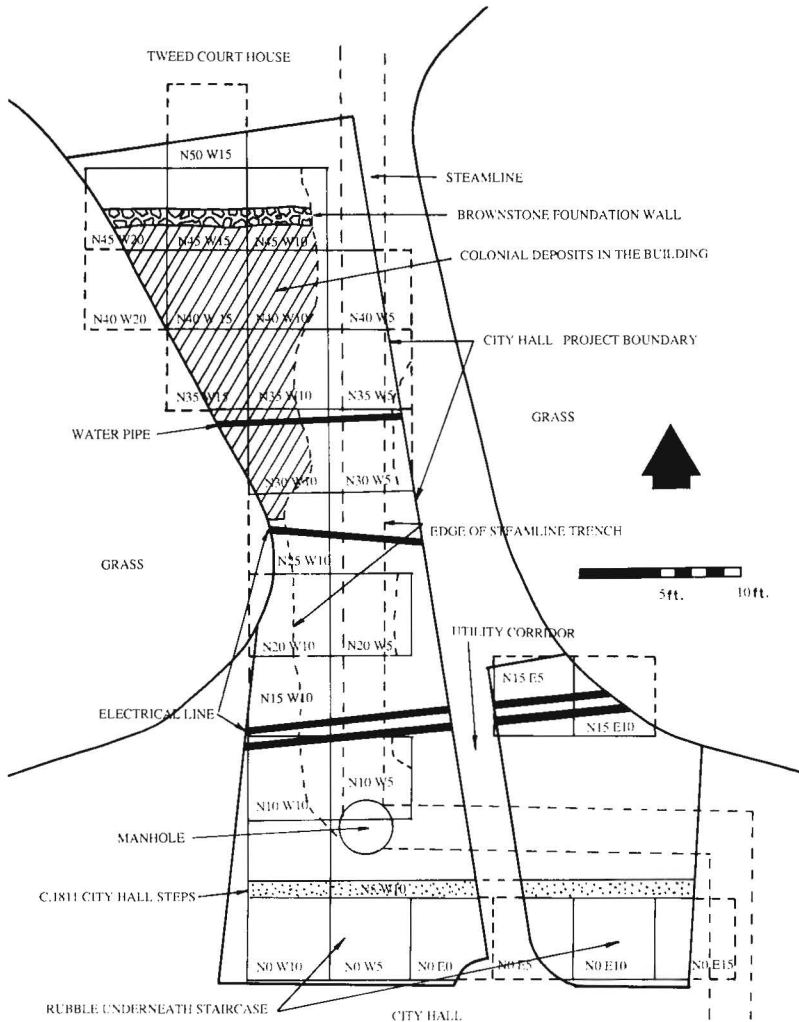 TWEED COURT HOUSE
N50 W15
STEAMLINE
BROWNSTONE FOUNDATION WALL
N45 W20 N45 W15 N45 W10
COLONIAL DEPOSITS IN THE BUILDING
N40 W20 N40 W 15 N40 W10 N40 W5
CITY HALL PROJECT BOUNDARY
N35 W15 N35 W10 N35 W5
GRASS
WATER PIPE
N30 W10 N30 W5
EDGE OF STEAMLINE TRENCH
GRASS
N25 W10
5ft. 10ft.
UTILITY CORRIDOR
N20 W10 N20 W5
N15 E5
N15 W10
ELECTRICAL LINE
N15 E10
N10 W5
N10 W10
MANHOLE
C.1811 CITY HALL STEPS
N5 W10
N0 W10 N0 W5 N0 E0 N0 E5 N0 E10 N0 E15
RUBBLE UNDERNEATH STAIRCASE
CITY HALL